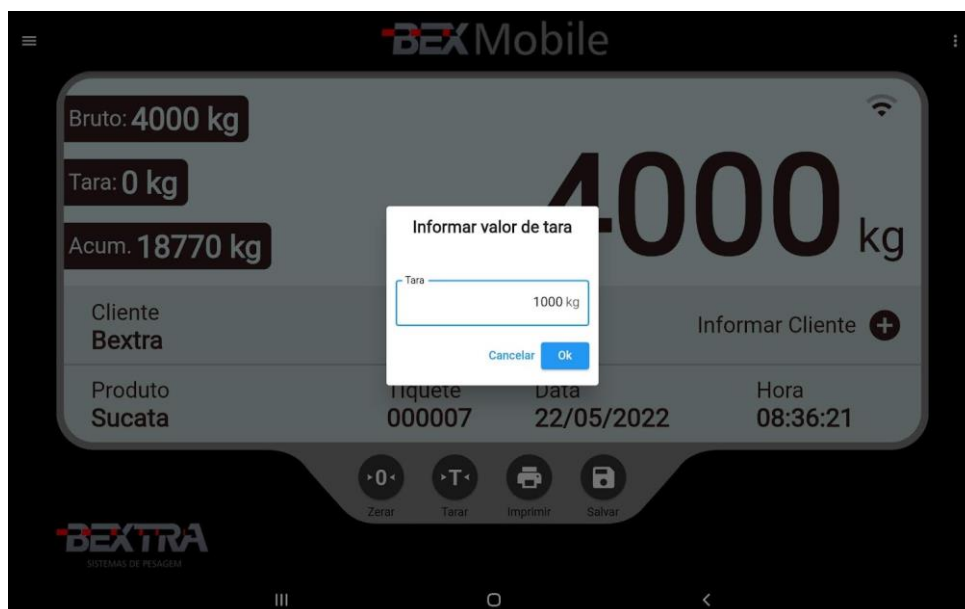 BEX Mobile
Bruto: 4000 kg
Tara: 0 kg
Acum. 18770 kg
4000 kg
Informar valor de tara
Tara
1000 kg
Cancelar Ok
Cliente
Bextra
Informar Cliente
Produto
Sucata
Tíquete
000007
Data
22/05/2022
Hora
08:36:21
0
T
Zerar Tarar Imprimir Salvar
BEXTRA
SISTEMAS DE PESAGEM